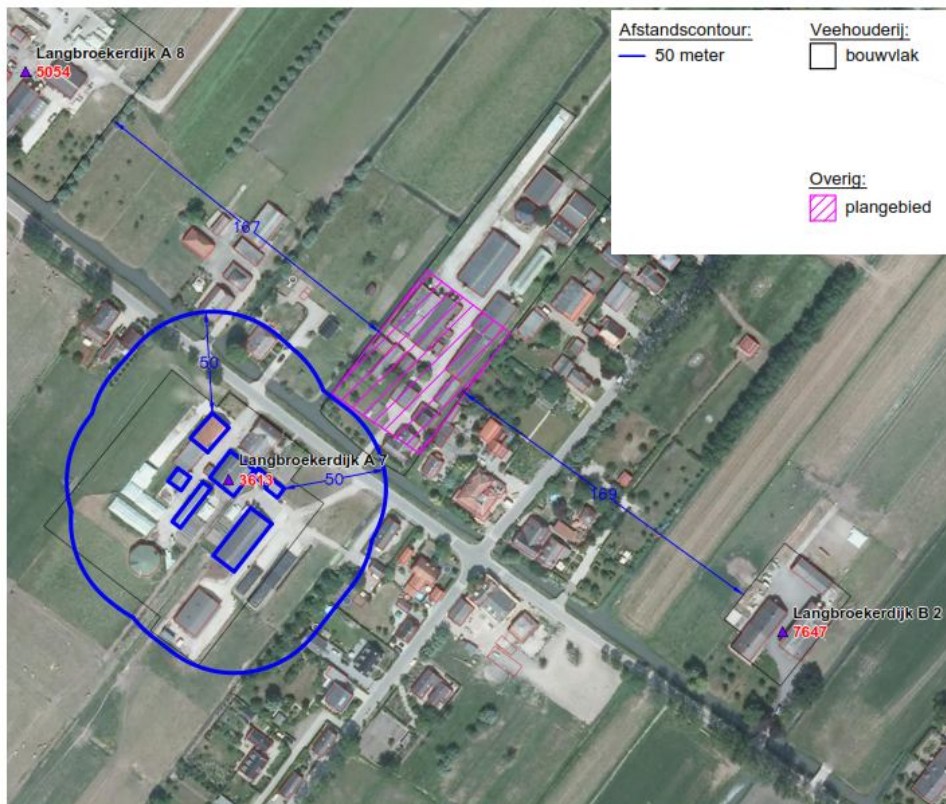 Afstandscontour:
50 meter
Veehouderij:
bouwvlak
Overig:
plangebied
Langbroekerdijk A 8
5054
167
50
Langbroekerdijk A 7
3613
50
169
Langbroekerdijk B 2
7647